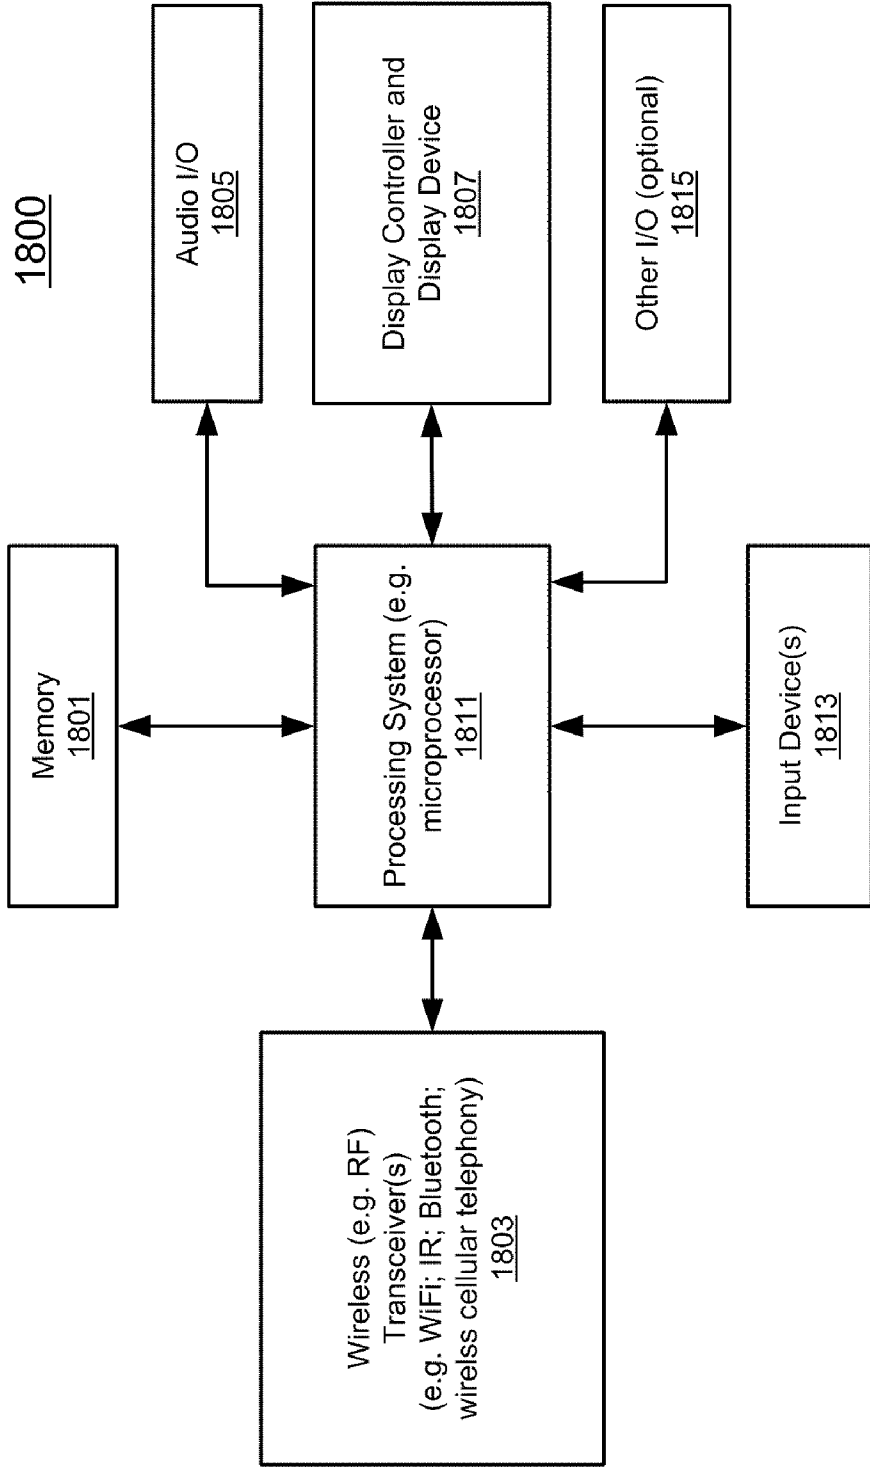 1800
Memory
1801
Audio I/O
1805
Wireless (e.g. RF)
Transceiver(s)
(e.g. WiFi; IR; Bluetooth;
wirelss cellular telephony)
1803
Processing System (e.g.
microprocessor)
1811
Display Controller and
Display Device
1807
Input Device(s)
1813
Other I/O (optional)
1815